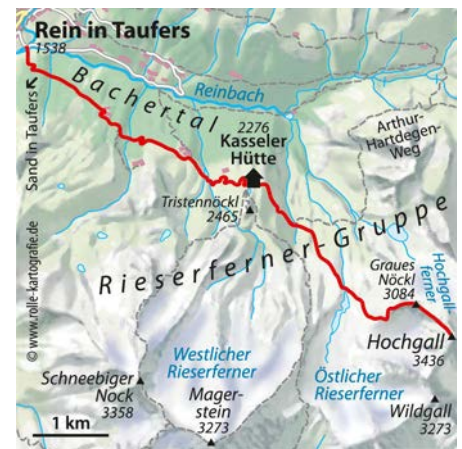 Rein in Taufers
1538
Bachertal
Reinbach
Sand in Taufers
2276
Kasseler
Hütte
Arthur-
Hartdegen-
Weg
Tristennöckl
2465
Rieserferner-Gruppe
Hochgall-
ferner
Graues
Nöckl
3084
Hochgall
3436
Westlicher
Rieserferner
Östlicher
Rieserferner
Schneebiger
Nock
3358
Mager-
stein
3273
Wildgall
3273
1 km
© www.rolle-kartografie.de